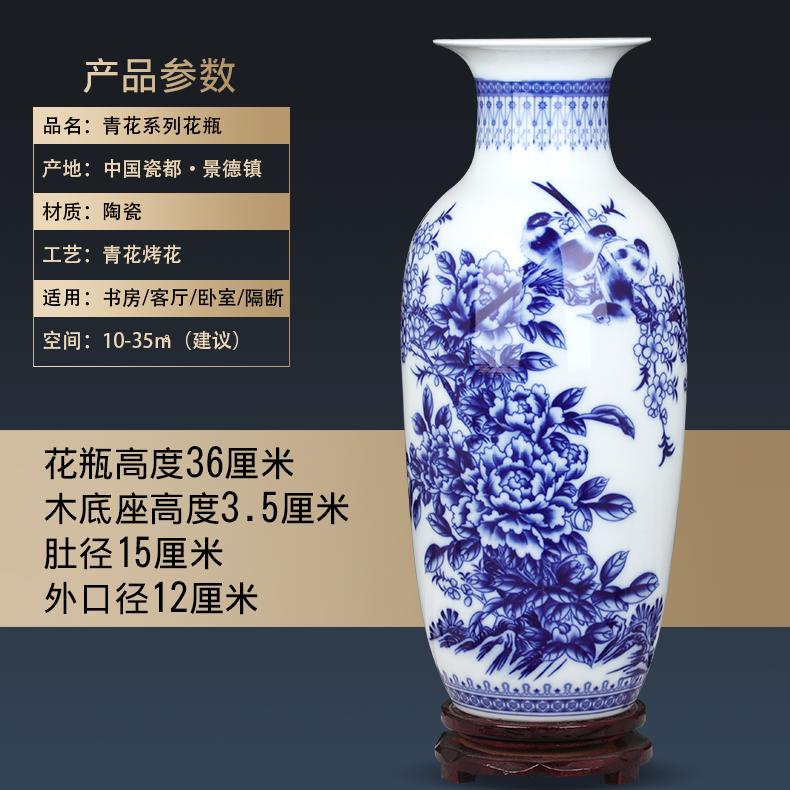 产品参数
品名：青花系列花瓶
产地：中国瓷都·景德镇
材质：陶瓷
工艺：青花烤花
适用：书房/客厅/卧室/隔断
空间：10-35㎡（建议）
花瓶高度36厘米
木底座高度3.5厘米
肚径15厘米
外口径12厘米